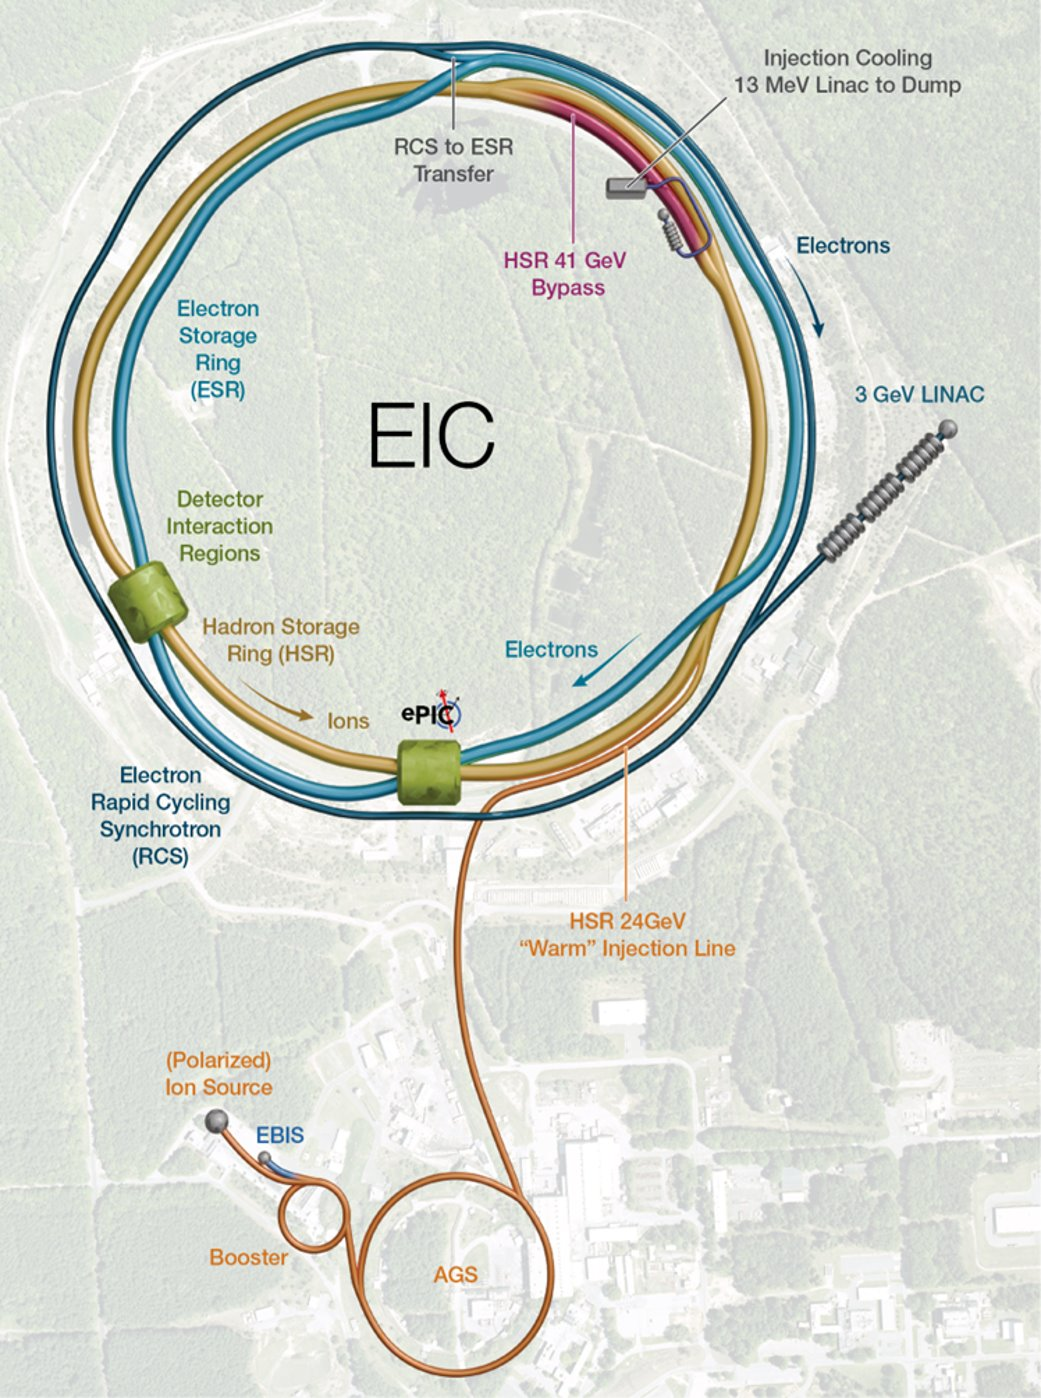 Injection Cooling
13 MeV Linac to Dump
RCS to ESR
Transfer
HSR 41 GeV
Bypass
Electrons
Electron
Storage
Ring
(ESR)
3 GeV LINAC
EIC
Detector
Interaction
Regions
Hadron Storage
Ring (HSR)
Electrons
Ions
ePIC
Electron
Rapid Cycling
Synchrotron
(RCS)
HSR 24GeV
“Warm” Injection Line
(Polarized)
Ion Source
EBIS
Booster
AGS